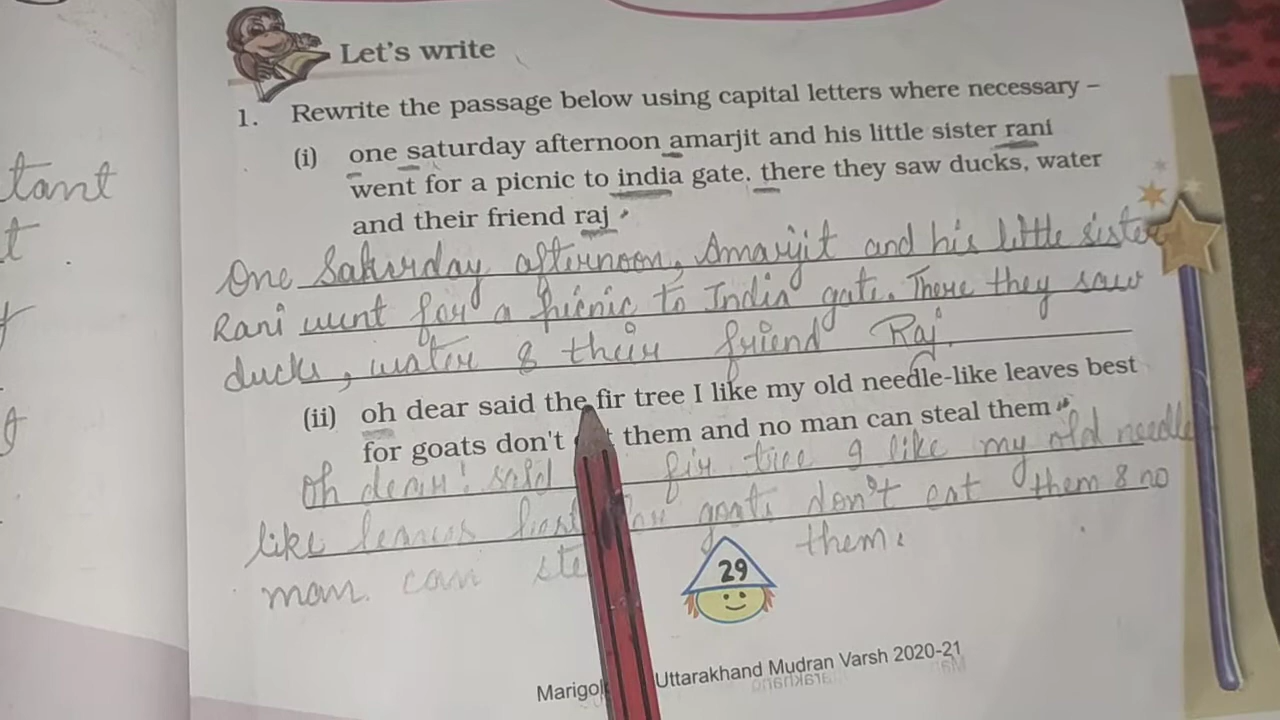 Let's write
1. Rewrite the passage below using capital letters where necessary –
(i) one saturday afternoon amarjit and his little sister rani
went for a picnic to india gate. there they saw ducks, water
and their friend raj.
tant
t
One Saturday afternoon, Amarjit and his little siste
Rani went for a picnic to India gate. There they saw
ducks, water & their friend Raj.
(ii) oh dear said the fir tree I like my old needle-like leaves best
for goats don't them and no man can steal them
Oh dear! said fir tree I like my old needle
like leaves goats don't eat them & no
man can ste them.
29
Marigol Uttarakhand Mudran Varsh 2020-21